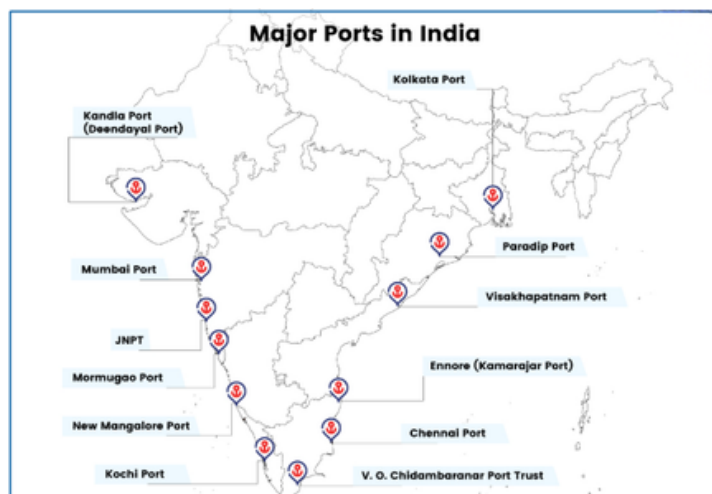 Major Ports in India
Kolkata Port
Kandla Port
(Deendayal Port)
Paradip Port
Mumbai Port
Visakhapatnam Port
JNPT
Ennore (Kamarajar Port)
Mormugao Port
New Mangalore Port
Chennai Port
Kochi Port
V. O. Chidambaranar Port Trust